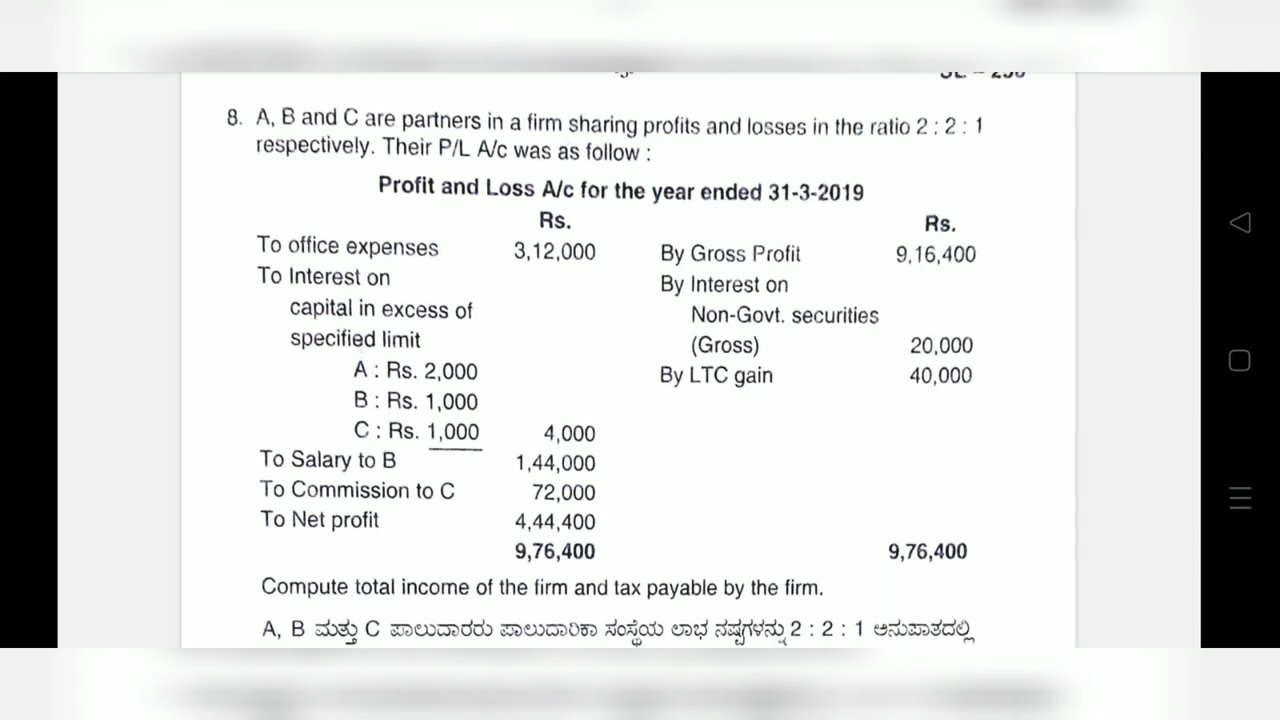 8. A, B and C are partners in a firm sharing profits and losses in the ratio 2 : 2 : 1
respectively. Their P/L A/c was as follow :
Profit and Loss A/c for the year ended 31-3-2019
Rs. Rs.
To office expenses 3,12,000 By Gross Profit 9,16,400
To Interest on By Interest on
capital in excess of Non-Govt. securities
specified limit (Gross) 20,000
A : Rs. 2,000 By LTC gain 40,000
B : Rs. 1,000
C : Rs. 1,000 4,000
To Salary to B 1,44,000
To Commission to C 72,000
To Net profit 4,44,400
9,76,400 9,76,400
Compute total income of the firm and tax payable by the firm.
A, B ಮತ್ತು C ಪಾಲುದಾರರು ಪಾಲುದಾರಿಕಾ ಸಂಸ್ಥೆಯ ಲಾಭ ನಷ್ಟಗಳನ್ನು 2 : 2 : 1 ಅನುಪಾತದಲ್ಲಿ